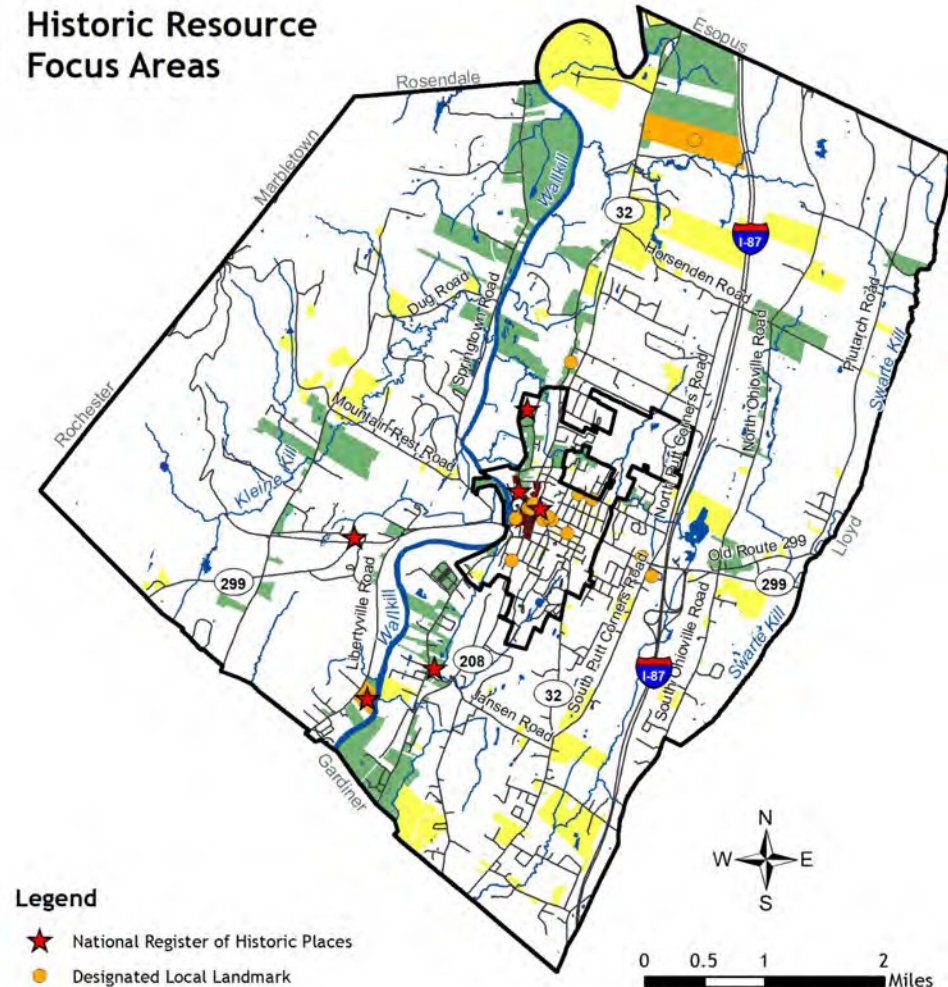 Historic Resource
Focus Areas
Esopus
Rosendale
Marbletown
Wallkill
32
I-87
Horsenden Road
Dug Road
Springtown Road
Plutarch Road
North Ohioville Road
Swarte Kill
Rochester
North Putt Corners Road
Mountain Rest Road
Kleine Kill
Lloyd
Old Route 299
299
299
Libertyville Road
Wallkill
South Putt Corners Road
Swarte Kill
208
I-87
32
South Ohioville Road
Jansen Road
Gardiner
N
W
E
S
Legend
National Register of Historic Places
Designated Local Landmark
0 0.5 1 2
Miles